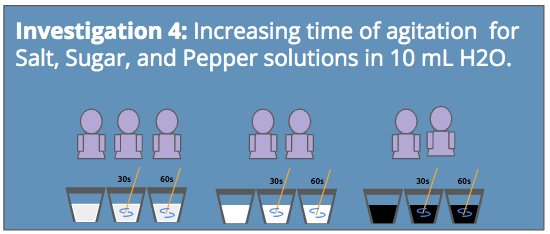 Investigation 4: Increasing time of agitation for
Salt, Sugar, and Pepper solutions in 10 mL H2O.
30s 60s 30s 60s 30s 60s